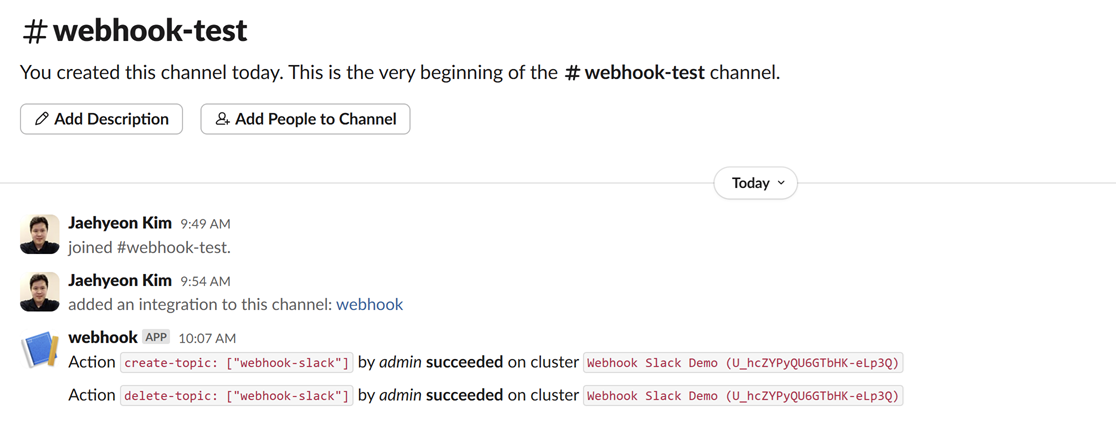 #webhook-test
You created this channel today. This is the very beginning of the #webhook-test channel.
Add Description Add People to Channel
Today
Jaehyeon Kim 9:49 AM
joined #webhook-test.
Jaehyeon Kim 9:54 AM
added an integration to this channel: webhook
webhook APP 10:07 AM
Action create-topic: ["webhook-slack"] by admin succeeded on cluster Webhook Slack Demo (U_hcZYPyQU6GTbHK-eLp3Q)
Action delete-topic: ["webhook-slack"] by admin succeeded on cluster Webhook Slack Demo (U_hcZYPyQU6GTbHK-eLp3Q)